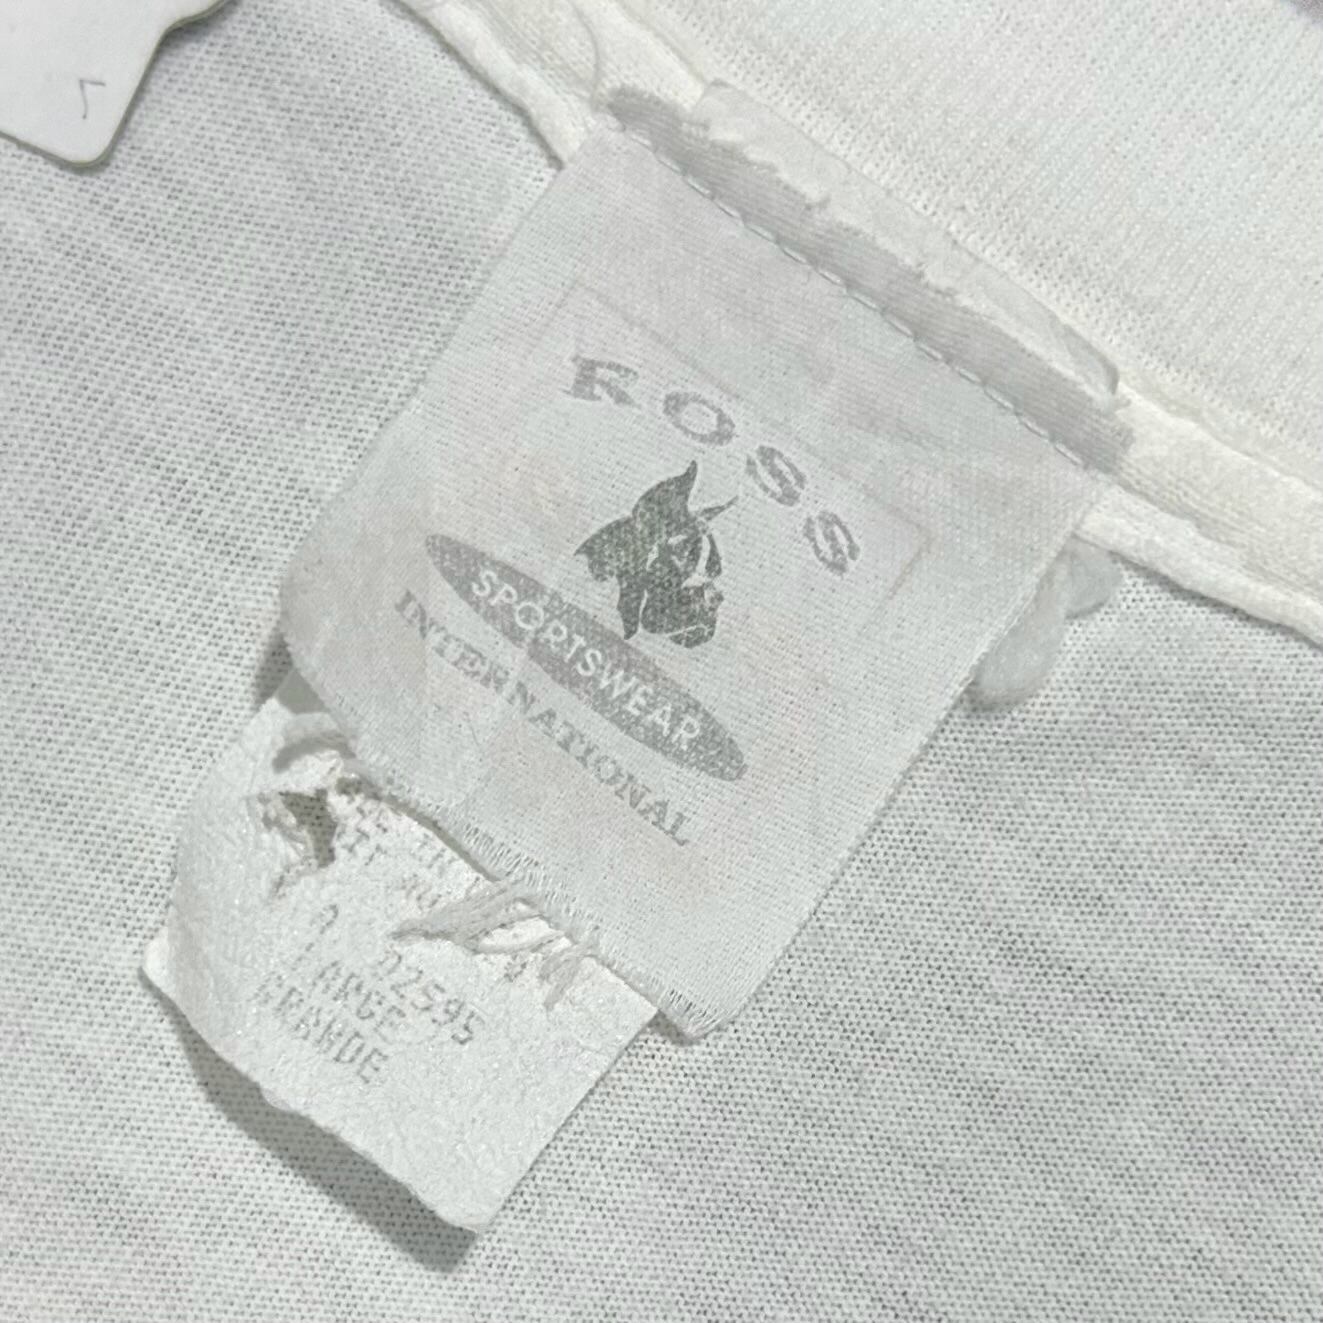 ROSS
SPORTSWEAR
INTERNATIONAL
A
02595
LARGE
GRANDE